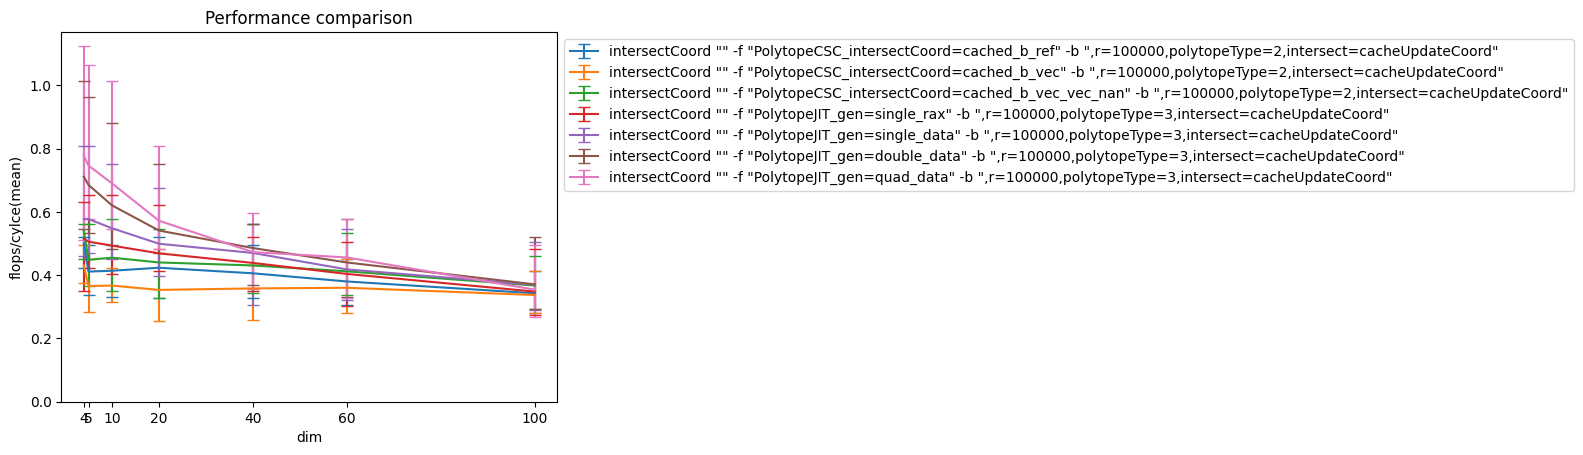 Performance comparison
flops/cylce(mean)
1.0
0.8
0.6
0.4
0.2
0.0
4 5 10 20 40 60 100
dim
intersectCoord "" -f "PolytopeCSC_intersectCoord=cached_b_ref" -b ",r=100000,polytopeType=2,intersect=cacheUpdateCoord"
intersectCoord "" -f "PolytopeCSC_intersectCoord=cached_b_vec" -b ",r=100000,polytopeType=2,intersect=cacheUpdateCoord"
intersectCoord "" -f "PolytopeCSC_intersectCoord=cached_b_vec_vec_nan" -b ",r=100000,polytopeType=2,intersect=cacheUpdateCoord"
intersectCoord "" -f "PolytopeJIT_gen=single_rax" -b ",r=100000,polytopeType=3,intersect=cacheUpdateCoord"
intersectCoord "" -f "PolytopeJIT_gen=single_data" -b ",r=100000,polytopeType=3,intersect=cacheUpdateCoord"
intersectCoord "" -f "PolytopeJIT_gen=double_data" -b ",r=100000,polytopeType=3,intersect=cacheUpdateCoord"
intersectCoord "" -f "PolytopeJIT_gen=quad_data" -b ",r=100000,polytopeType=3,intersect=cacheUpdateCoord"